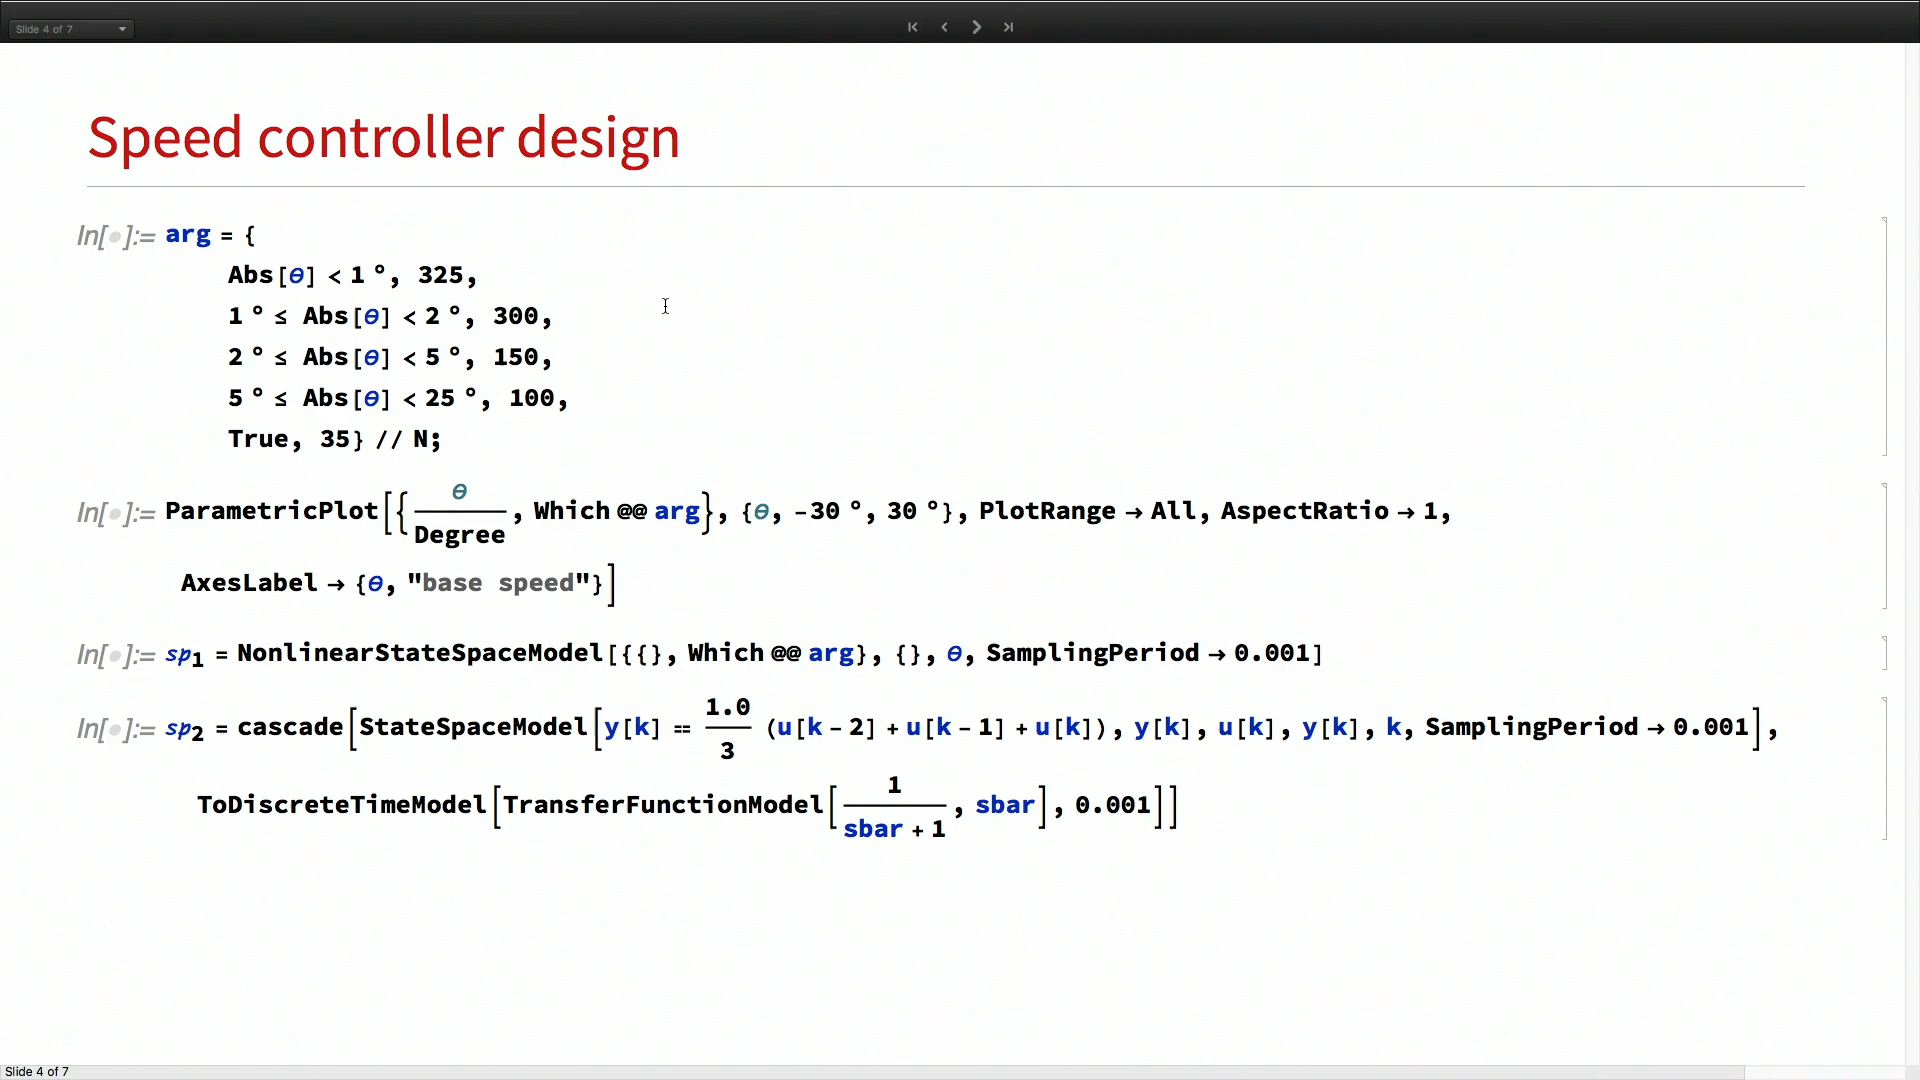 Slide 4 of 7
Speed controller design
In[•]:= arg = {
Abs[θ] < 1 °, 325,
1 ° ≤ Abs[θ] < 2 °, 300,
2 ° ≤ Abs[θ] < 5 °, 150,
5 ° ≤ Abs[θ] < 25 °, 100,
True, 35} // N;
In[•]:= ParametricPlot[{θ/Degree, Which @@ arg}, {θ, -30 °, 30 °}, PlotRange → All, AspectRatio → 1,
AxesLabel → {θ, "base speed"}]
In[•]:= sp₁ = NonlinearStateSpaceModel[{{}, Which @@ arg}, {}, θ, SamplingPeriod → 0.001]
In[•]:= sp₂ = cascade[StateSpaceModel[y[k] == 1.0/3 (u[k - 2] + u[k - 1] + u[k]), y[k], u[k], y[k], k, SamplingPeriod → 0.001],
ToDiscreteTimeModel[TransferFunctionModel[1/(sbar + 1), sbar], 0.001]]
Slide 4 of 7